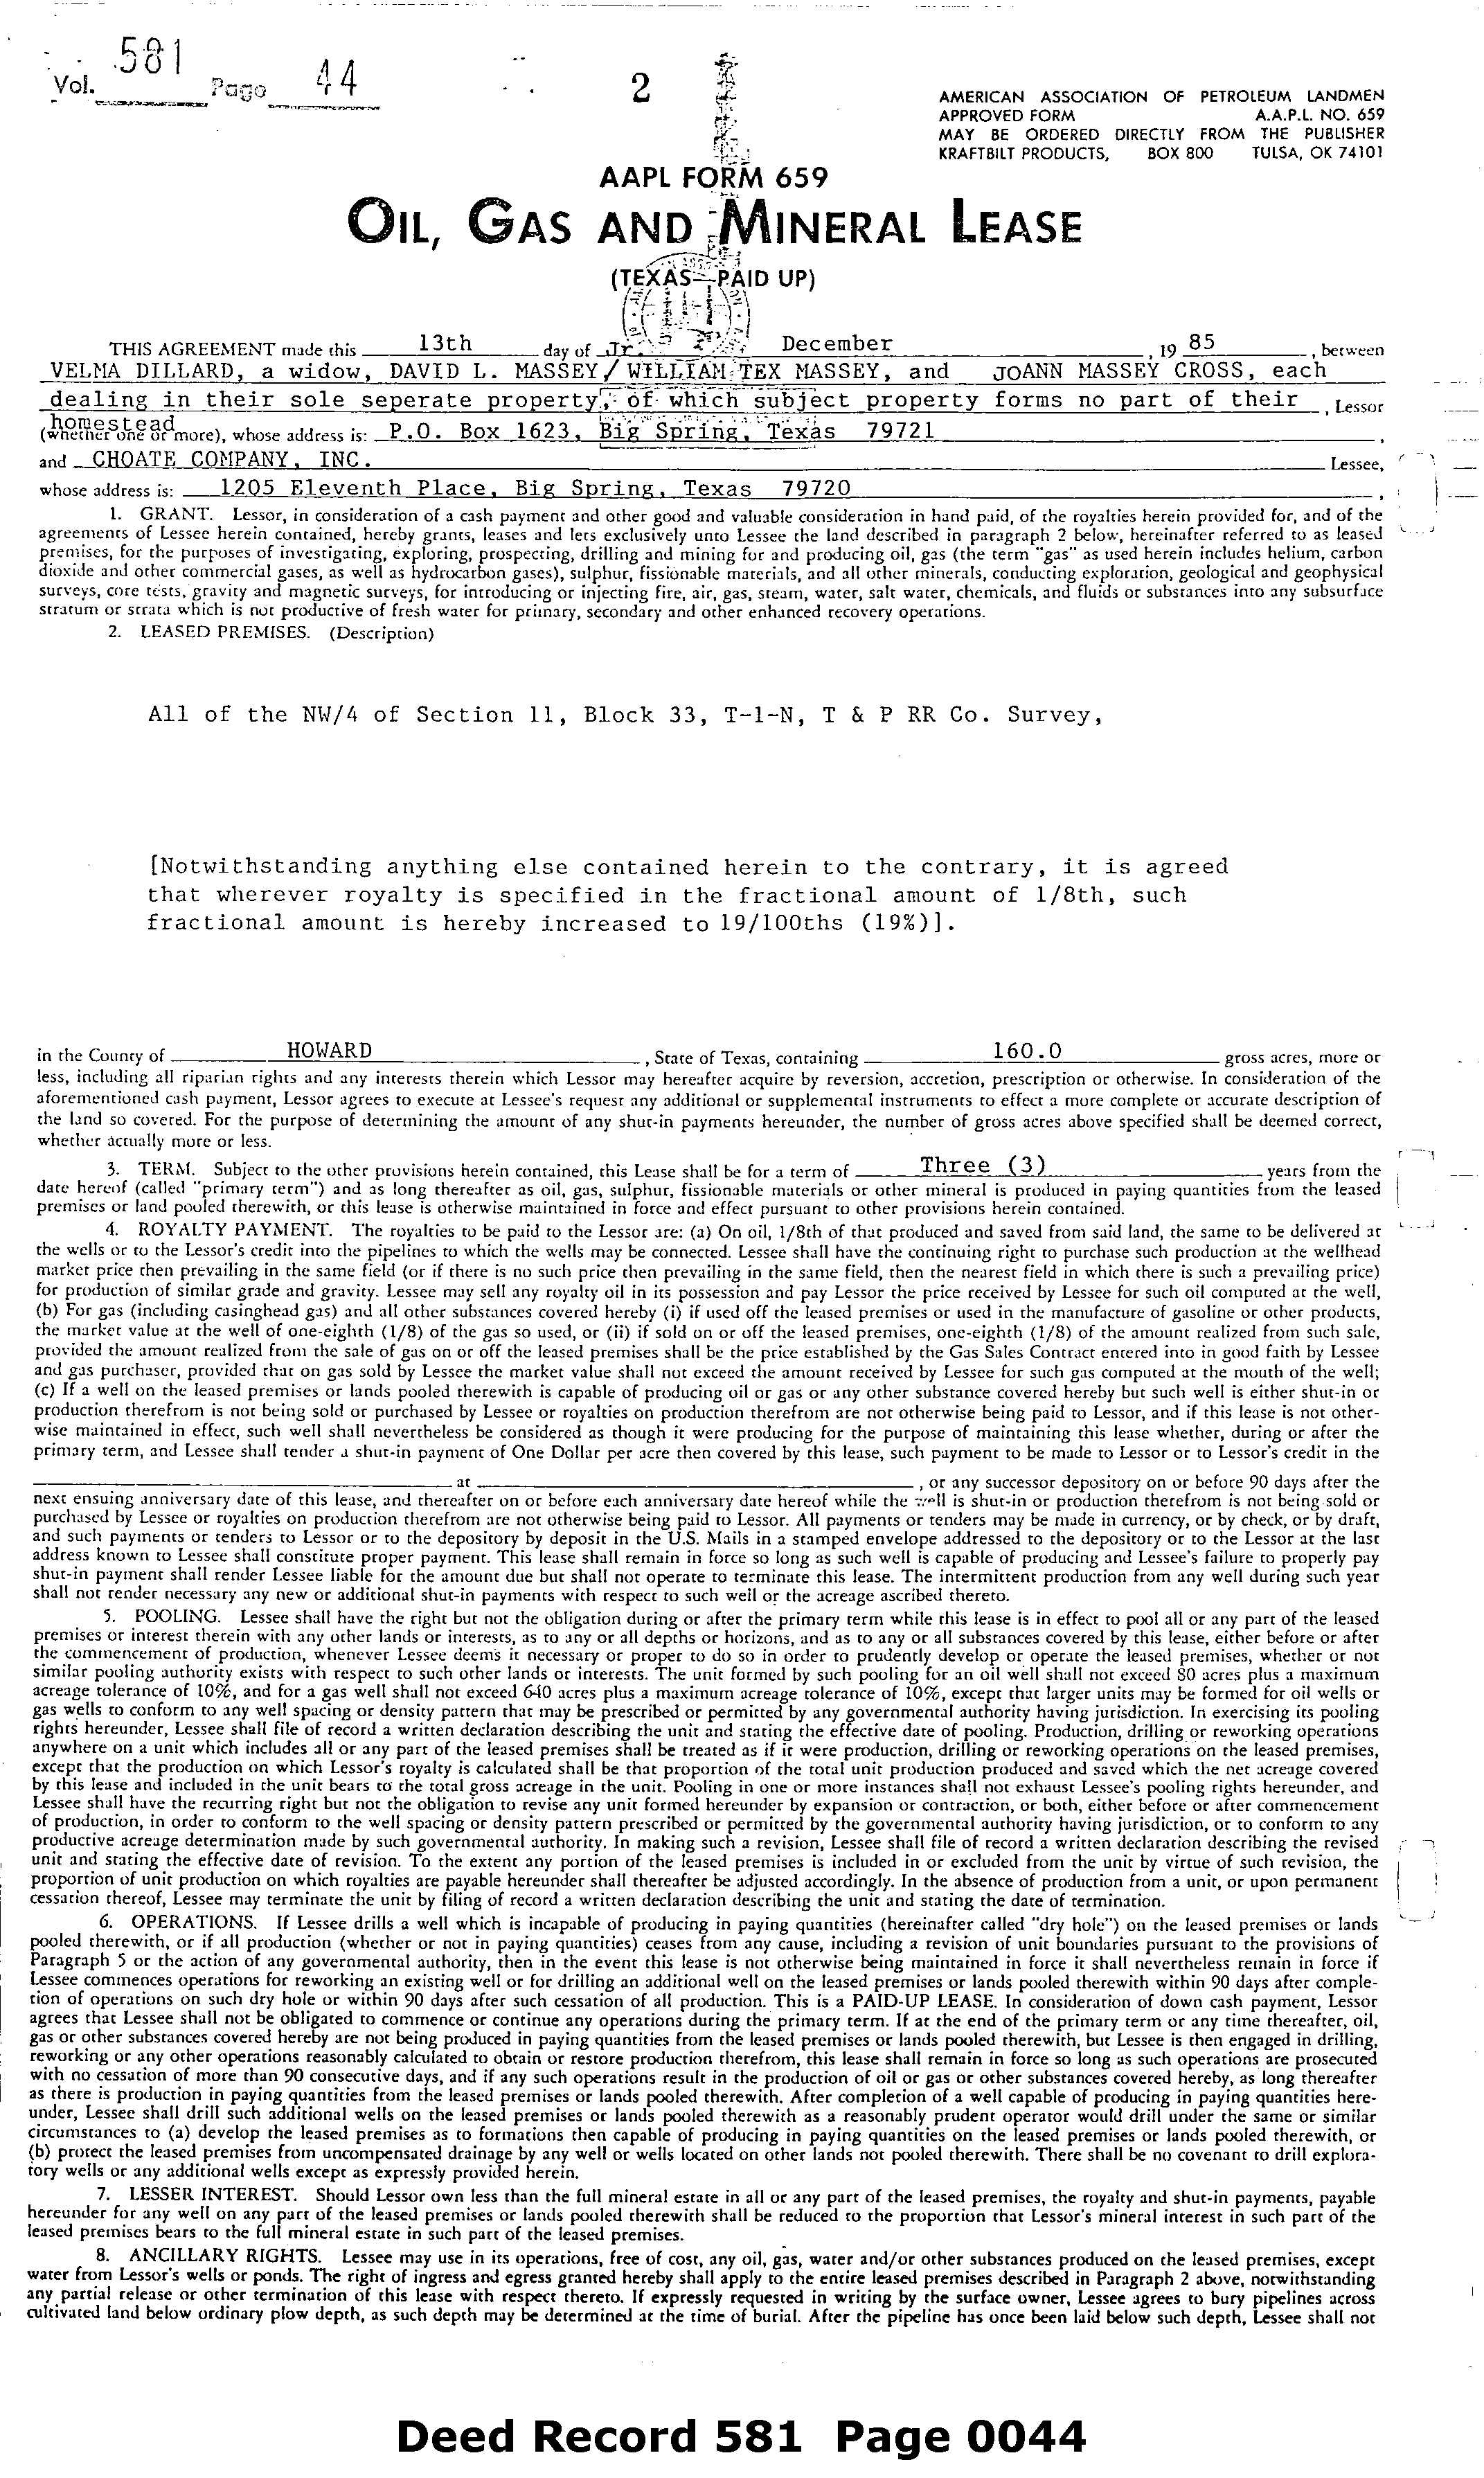 Vol. 581 Page 44
2
AMERICAN ASSOCIATION OF PETROLEUM LANDMEN
APPROVED FORM A.A.P.L. NO. 659
MAY BE ORDERED DIRECTLY FROM THE PUBLISHER
KRAFTBILT PRODUCTS, BOX 800 TULSA, OK 74101
AAPL FORM 659
OIL, GAS AND MINERAL LEASE
(TEXAS—PAID UP)
THIS AGREEMENT made this 13th day of December, 19 85, between
VELMA DILLARD, a widow, DAVID L. MASSEY/ WILLIAM TEX MASSEY, and JOANN MASSEY CROSS, each
dealing in their sole seperate property, of which subject property forms no part of their , Lessor
homestead
(whether one or more), whose address is: P.O. Box 1623, Big Spring, Texas 79721,
and CHOATE COMPANY, INC. Lessee,
whose address is: 1205 Eleventh Place, Big Spring, Texas 79720,
1. GRANT. Lessor, in consideration of a cash payment and other good and valuable consideration in hand paid, of the royalties herein provided for, and of the
agreements of Lessee herein contained, hereby grants, leases and lets exclusively unto Lessee the land described in paragraph 2 below, hereinafter referred to as leased
premises, for the purposes of investigating, exploring, prospecting, drilling and mining for and producing oil, gas (the term "gas" as used herein includes helium, carbon
dioxide and other commercial gases, as well as hydrocarbon gases), sulphur, fissionable materials, and all other minerals, conducting exploration, geological and geophysical
surveys, core tests, gravity and magnetic surveys, for introducing or injecting fire, air, gas, steam, water, salt water, chemicals, and fluids or substances into any subsurface
stratum or strata which is not productive of fresh water for primary, secondary and other enhanced recovery operations.
2. LEASED PREMISES. (Description)
All of the NW/4 of Section 11, Block 33, T-1-N, T & P RR Co. Survey,
[Notwithstanding anything else contained herein to the contrary, it is agreed
that wherever royalty is specified in the fractional amount of 1/8th, such
fractional amount is hereby increased to 19/100ths (19%)].
in the County of HOWARD, State of Texas, containing 160.0 gross acres, more or
less, including all riparian rights and any interests therein which Lessor may hereafter acquire by reversion, accretion, prescription or otherwise. In consideration of the
aforementioned cash payment, Lessor agrees to execute at Lessee's request any additional or supplemental instruments to effect a more complete or accurate description of
the land so covered. For the purpose of determining the amount of any shut-in payments hereunder, the number of gross acres above specified shall be deemed correct,
whether actually more or less.
3. TERM. Subject to the other provisions herein contained, this Lease shall be for a term of Three (3) years from the
date hereof (called "primary term") and as long thereafter as oil, gas, sulphur, fissionable materials or other mineral is produced in paying quantities from the leased
premises or land pooled therewith, or this lease is otherwise maintained in force and effect pursuant to other provisions herein contained.
4. ROYALTY PAYMENT. The royalties to be paid to the Lessor are: (a) On oil, 1/8th of that produced and saved from said land, the same to be delivered at
the wells or to the Lessor's credit into the pipelines to which the wells may be connected. Lessee shall have the continuing right to purchase such production at the wellhead
market price then prevailing in the same field (or if there is no such price then prevailing in the same field, then the nearest field in which there is such a prevailing price)
for production of similar grade and gravity. Lessee may sell any royalty oil in its possession and pay Lessor the price received by Lessee for such oil computed at the well,
(b) For gas (including casinghead gas) and all other substances covered hereby (i) if used off the leased premises or used in the manufacture of gasoline or other products,
the market value at the well of one-eighth (1/8) of the gas so used, or (ii) if sold on or off the leased premises, one-eighth (1/8) of the amount realized from such sale,
provided the amount realized from the sale of gas on or off the leased premises shall be the price established by the Gas Sales Contract entered into in good faith by Lessee
and gas purchaser, provided that on gas sold by Lessee the market value shall not exceed the amount received by Lessee for such gas computed at the mouth of the well;
(c) If a well on the leased premises or lands pooled therewith is capable of producing oil or gas or any other substance covered hereby but such well is either shut-in or
production therefrom is not being sold or purchased by Lessee or royalties on production therefrom are not otherwise being paid to Lessor, and if this lease is not other-
wise maintained in effect, such well shall nevertheless be considered as though it were producing for the purpose of maintaining this lease whether, during or after the
primary term, and Lessee shall tender a shut-in payment of One Dollar per acre then covered by this lease, such payment to be made to Lessor or to Lessor's credit in the
at , or any successor depository on or before 90 days after the
next ensuing anniversary date of this lease, and thereafter on or before each anniversary date hereof while the well is shut-in or production therefrom is not being sold or
purchased by Lessee or royalties on production therefrom are not otherwise being paid to Lessor. All payments or tenders may be made in currency, or by check, or by draft,
and such payments or tenders to Lessor or to the depository by deposit in the U.S. Mails in a stamped envelope addressed to the depository or to the Lessor at the last
address known to Lessee shall constitute proper payment. This lease shall remain in force so long as such well is capable of producing and Lessee's failure to properly pay
shut-in payment shall render Lessee liable for the amount due but shall not operate to terminate this lease. The intermittent production from any well during such year
shall not render necessary any new or additional shut-in payments with respect to such well or the acreage ascribed thereto.
5. POOLING. Lessee shall have the right but not the obligation during or after the primary term while this lease is in effect to pool all or any part of the leased
premises or interest therein with any other lands or interests, as to any or all depths or horizons, and as to any or all substances covered by this lease, either before or after
the commencement of production, whenever Lessee deems it necessary or proper to do so in order to prudently develop or operate the leased premises, whether or not
similar pooling authority exists with respect to such other lands or interests. The unit formed by such pooling for an oil well shall not exceed 80 acres plus a maximum
acreage tolerance of 10%, and for a gas well shall not exceed 640 acres plus a maximum acreage tolerance of 10%, except that larger units may be formed for oil wells or
gas wells to conform to any well spacing or density pattern that may be prescribed or permitted by any governmental authority having jurisdiction. In exercising its pooling
rights hereunder, Lessee shall file of record a written declaration describing the unit and stating the effective date of pooling. Production, drilling or reworking operations
anywhere on a unit which includes all or any part of the leased premises shall be treated as if it were production, drilling or reworking operations on the leased premises,
except that the production on which Lessor's royalty is calculated shall be that proportion of the total unit production produced and saved which the net acreage covered
by this lease and included in the unit bears to the total gross acreage in the unit. Pooling in one or more instances shall not exhaust Lessee's pooling rights hereunder, and
Lessee shall have the recurring right but not the obligation to revise any unit formed hereunder by expansion or contraction, or both, either before or after commencement
of production, in order to conform to the well spacing or density pattern prescribed or permitted by the governmental authority having jurisdiction, or to conform to any
productive acreage determination made by such governmental authority. In making such a revision, Lessee shall file of record a written declaration describing the revised
unit and stating the effective date of revision. To the extent any portion of the leased premises is included in or excluded from the unit by virtue of such revision, the
proportion of unit production on which royalties are payable hereunder shall thereafter be adjusted accordingly. In the absence of production from a unit, or upon permanent
cessation thereof, Lessee may terminate the unit by filing of record a written declaration describing the unit and stating the date of termination.
6. OPERATIONS. If Lessee drills a well which is incapable of producing in paying quantities (hereinafter called "dry hole") on the leased premises or lands
pooled therewith, or if all production (whether or not in paying quantities) ceases from any cause, including a revision of unit boundaries pursuant to the provisions of
Paragraph 5 or the action of any governmental authority, then in the event this lease is not otherwise being maintained in force it shall nevertheless remain in force if
Lessee commences operations for reworking an existing well or for drilling an additional well on the leased premises or lands pooled therewith within 90 days after comple-
tion of operations on such dry hole or within 90 days after such cessation of all production. This is a PAID-UP LEASE. In consideration of down cash payment, Lessor
agrees that Lessee shall not be obligated to commence or continue any operations during the primary term. If at the end of the primary term or any time thereafter, oil,
gas or other substances covered hereby are not being produced in paying quantities from the leased premises or lands pooled therewith, but Lessee is then engaged in drilling,
reworking or any other operations reasonably calculated to obtain or restore production therefrom, this lease shall remain in force so long as such operations are prosecuted
with no cessation of more than 90 consecutive days, and if any such operations result in the production of oil or gas or other substances covered hereby, as long thereafter
as there is production in paying quantities from the leased premises or lands pooled therewith. After completion of a well capable of producing in paying quantities here-
under, Lessee shall drill such additional wells on the leased premises or lands pooled therewith as a reasonably prudent operator would drill under the same or similar
circumstances to (a) develop the leased premises as to formations then capable of producing in paying quantities on the leased premises or lands pooled therewith, or
(b) protect the leased premises from uncompensated drainage by any well or wells located on other lands not pooled therewith. There shall be no covenant to drill explora-
tory wells or any additional wells except as expressly provided herein.
7. LESSER INTEREST. Should Lessor own less than the full mineral estate in all or any part of the leased premises, the royalty and shut-in payments, payable
hereunder for any well on any part of the leased premises or lands pooled therewith shall be reduced to the proportion that Lessor's mineral interest in such part of the
leased premises bears to the full mineral estate in such part of the leased premises.
8. ANCILLARY RIGHTS. Lessee may use in its operations, free of cost, any oil, gas, water and/or other substances produced on the leased premises, except
water from Lessor's wells or ponds. The right of ingress and egress granted hereby shall apply to the entire leased premises described in Paragraph 2 above, notwithstanding
any partial release or other termination of this lease with respect thereto. If expressly requested in writing by the surface owner, Lessee agrees to bury pipelines across
cultivated land below ordinary plow depth, as such depth may be determined at the time of burial. After the pipeline has once been laid below such depth, Lessee shall not
Deed Record 581 Page 0044